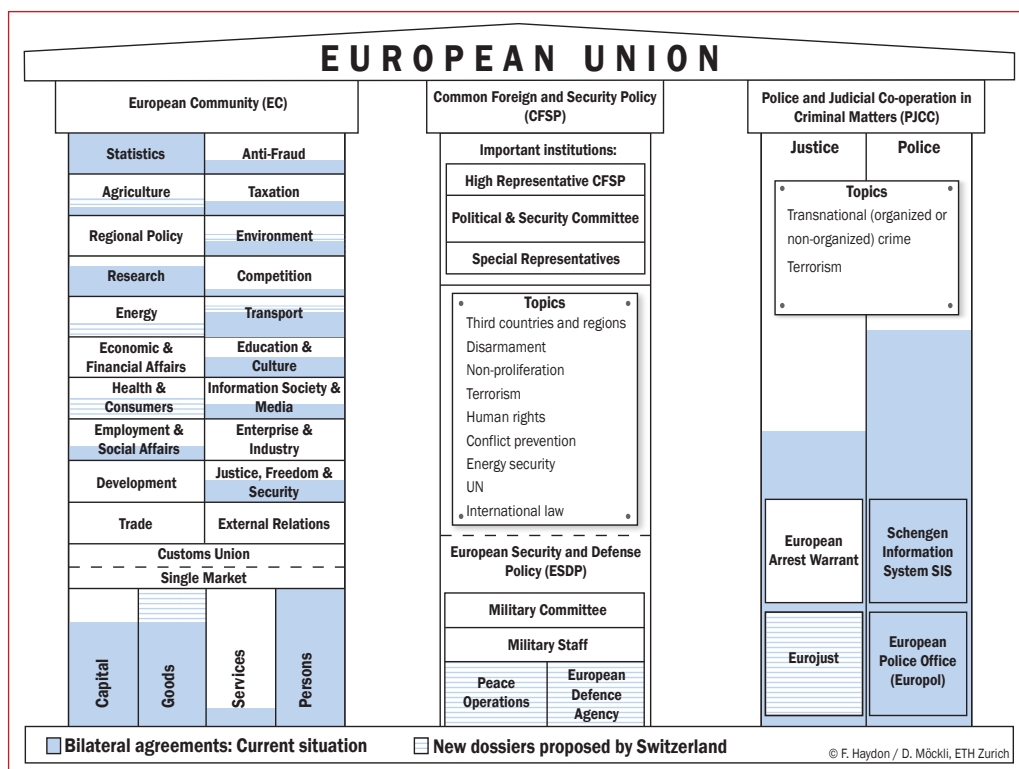 EUROPEAN UNION
European Community (EC)
Statistics
Anti-Fraud
Agriculture
Taxation
Regional Policy
Environment
Research
Competition
Energy
Transport
Economic &
Financial Affairs
Education &
Culture
Health &
Consumers
Information Society &
Media
Employment &
Social Affairs
Enterprise &
Industry
Development
Justice, Freedom &
Security
Trade
External Relations
Customs Union
Single Market
Capital
Goods
Services
Persons
Common Foreign and Security Policy
(CFSP)
Important institutions:
High Representative CFSP
Political & Security Committee
Special Representatives
Topics
Third countries and regions
Disarmament
Non-proliferation
Terrorism
Human rights
Conflict prevention
Energy security
UN
International law
European Security and Defense
Policy (ESDP)
Military Committee
Military Staff
Peace
Operations
European
Defence
Agency
Police and Judicial Co-operation in
Criminal Matters (PJCC)
Justice
Police
Topics
Transnational (organized or
non-organized) crime
Terrorism
European
Arrest Warrant
Schengen
Information
System SIS
Eurojust
European
Police Office
(Europol)
Bilateral agreements: Current situation
New dossiers proposed by Switzerland
© F. Haydon / D. Möckli, ETH Zurich